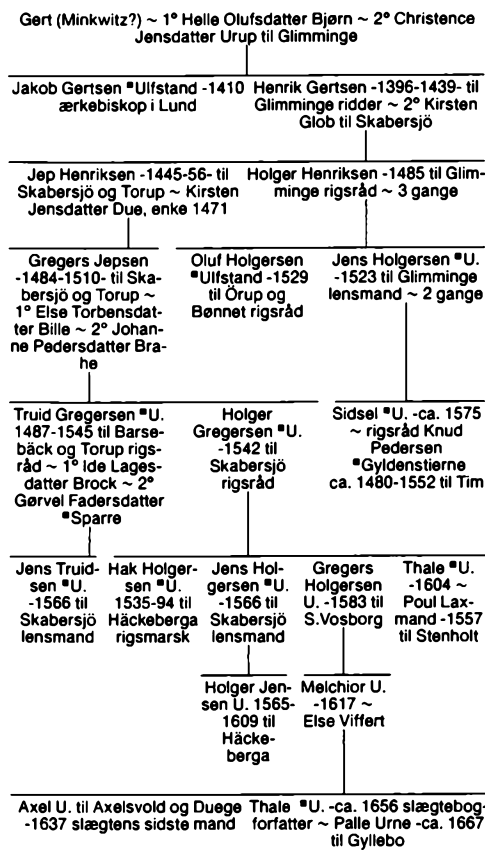 Gert (Minkwitz?) ~ 1° Helle Olufsdatter Bjørn ~ 2° Christence
Jensdatter Urup til Glimminge
Jakob Gertsen ■Ulfstand -1410
ærkebiskop i Lund
Henrik Gertsen -1396-1439- til
Glimminge ridder ~ 2° Kirsten
Glob til Skabersjö
Jep Henriksen -1445-56- til
Skabersjö og Torup ~ Kirsten
Jensdatter Due, enke 1471
Holger Henriksen -1485 til Glim-
minge rigsråd ~ 3 gange
Gregers Jepsen
-1484-1510- til Ska-
bersjö og Torup ~
1° Else Torbensdat-
ter Bille ~ 2° Johan-
ne Pedersdatter Bra-
he
Oluf Holgersen
■Ulfstand -1529
til Örup og
Bønnet rigsråd
Jens Holgersen ■U.
-1523 til Glimminge
lensmand ~ 2 gange
Truid Gregersen ■U.
1487-1545 til Barse-
bäck og Torup rigs-
råd ~ 1° Ide Lages-
datter Brock ~ 2°
Gørvel Fadersdatter
■Sparre
Holger
Gregersen ■U.
-1542 til
Skabersjö
rigsråd
Sidsel ■U. -ca. 1575
~ rigsråd Knud
Pedersen
■Gyldenstierne
ca. 1480-1552 til Tim
Jens Truid-
sen ■U.
-1566 til
Skabersjö
lensmand
Hak Holger-
sen ■U.
1535-94 til
Häckeberga
rigsmarsk
Jens Hol-
gersen ■U.
-1566 til
Skabersjö
lensmand
Gregers
Holgersen
U. -1583 til
S.Vosborg
Thale ■U.
-1604 ~
Poul Lax-
mand -1557
til Stenholt
Holger Jen-
sen U. 1565-
1609 til
Häcke-
berga
Melchior U.
-1617 ~
Else Viffert
Axel U. til Axelsvold og Duege
-1637 slægtens sidste mand
Thale ■U. -ca. 1656 slægtebog-
forfatter ~ Palle Urne -ca. 1667
til Gyllebo